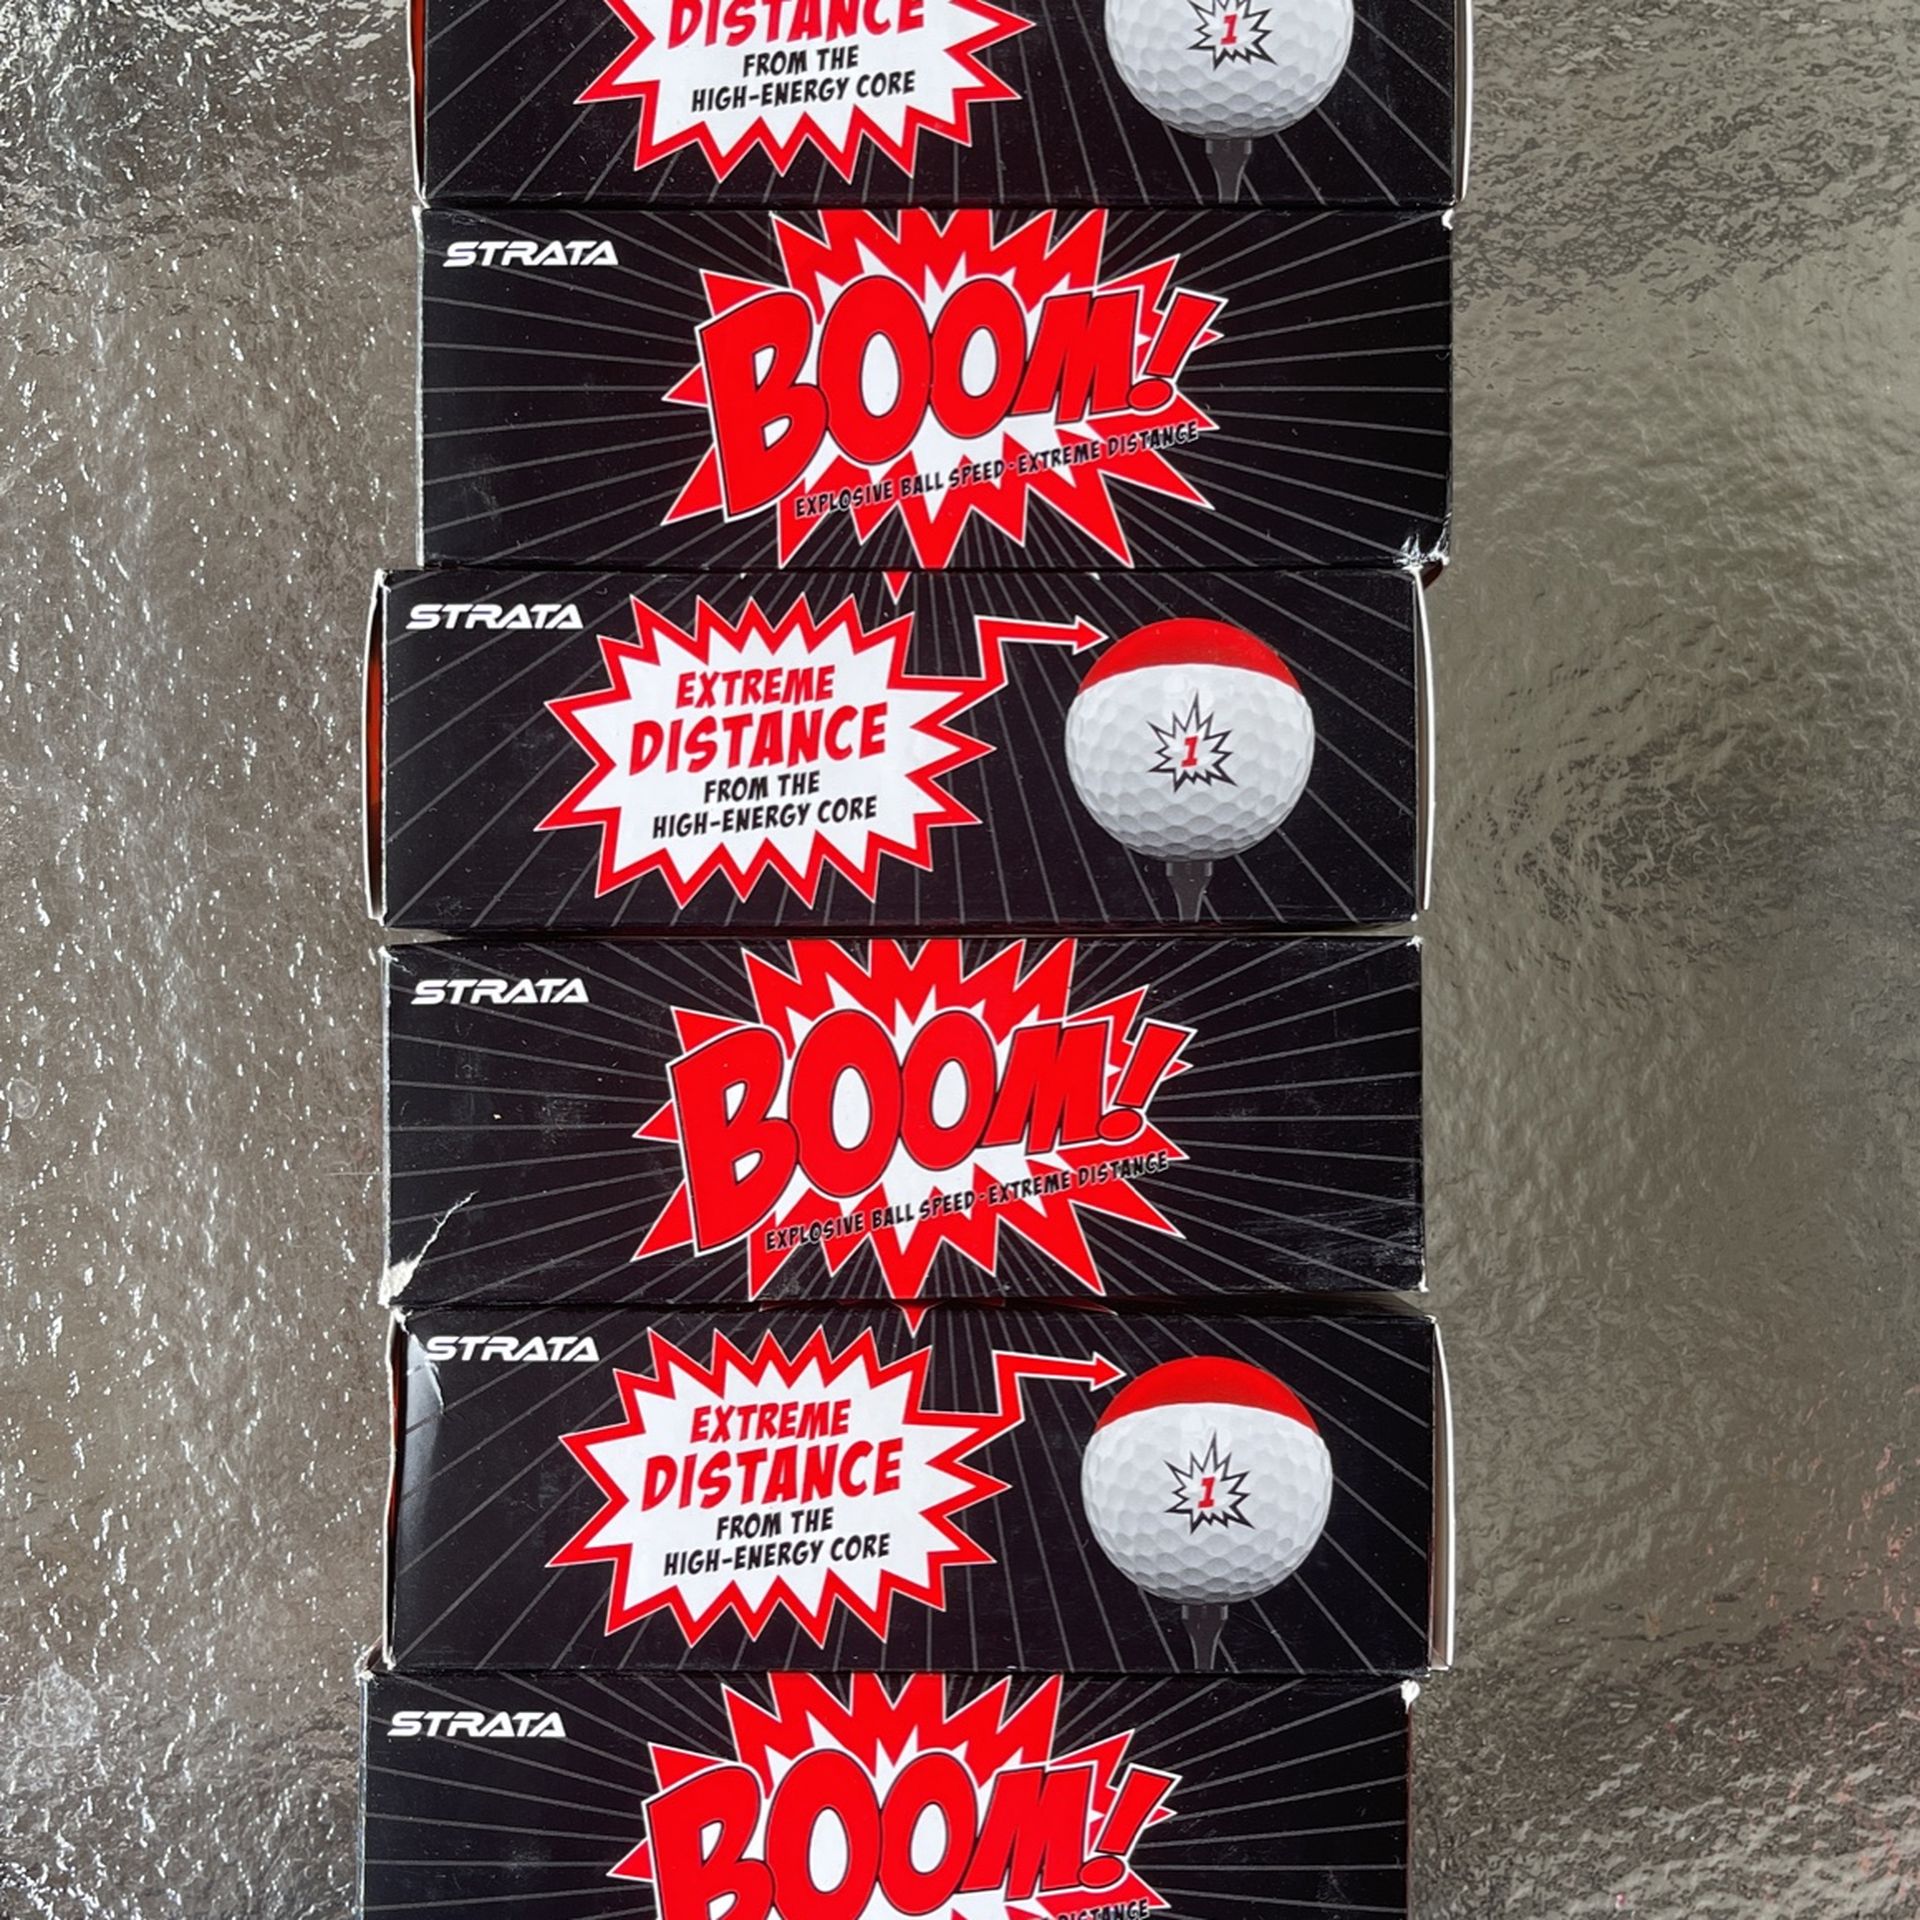 DISTANCE
FROM THE
HIGH-ENERGY CORE
1
STRATA
BOOM!
EXPLOSIVE BALL SPEED·EXTREME DISTANCE
STRATA
EXTREME
DISTANCE
FROM THE
HIGH-ENERGY CORE
1
STRATA
BOOM!
EXPLOSIVE BALL SPEED·EXTREME DISTANCE
STRATA
EXTREME
DISTANCE
FROM THE
HIGH-ENERGY CORE
1
STRATA
BOOM!
DISTANCE